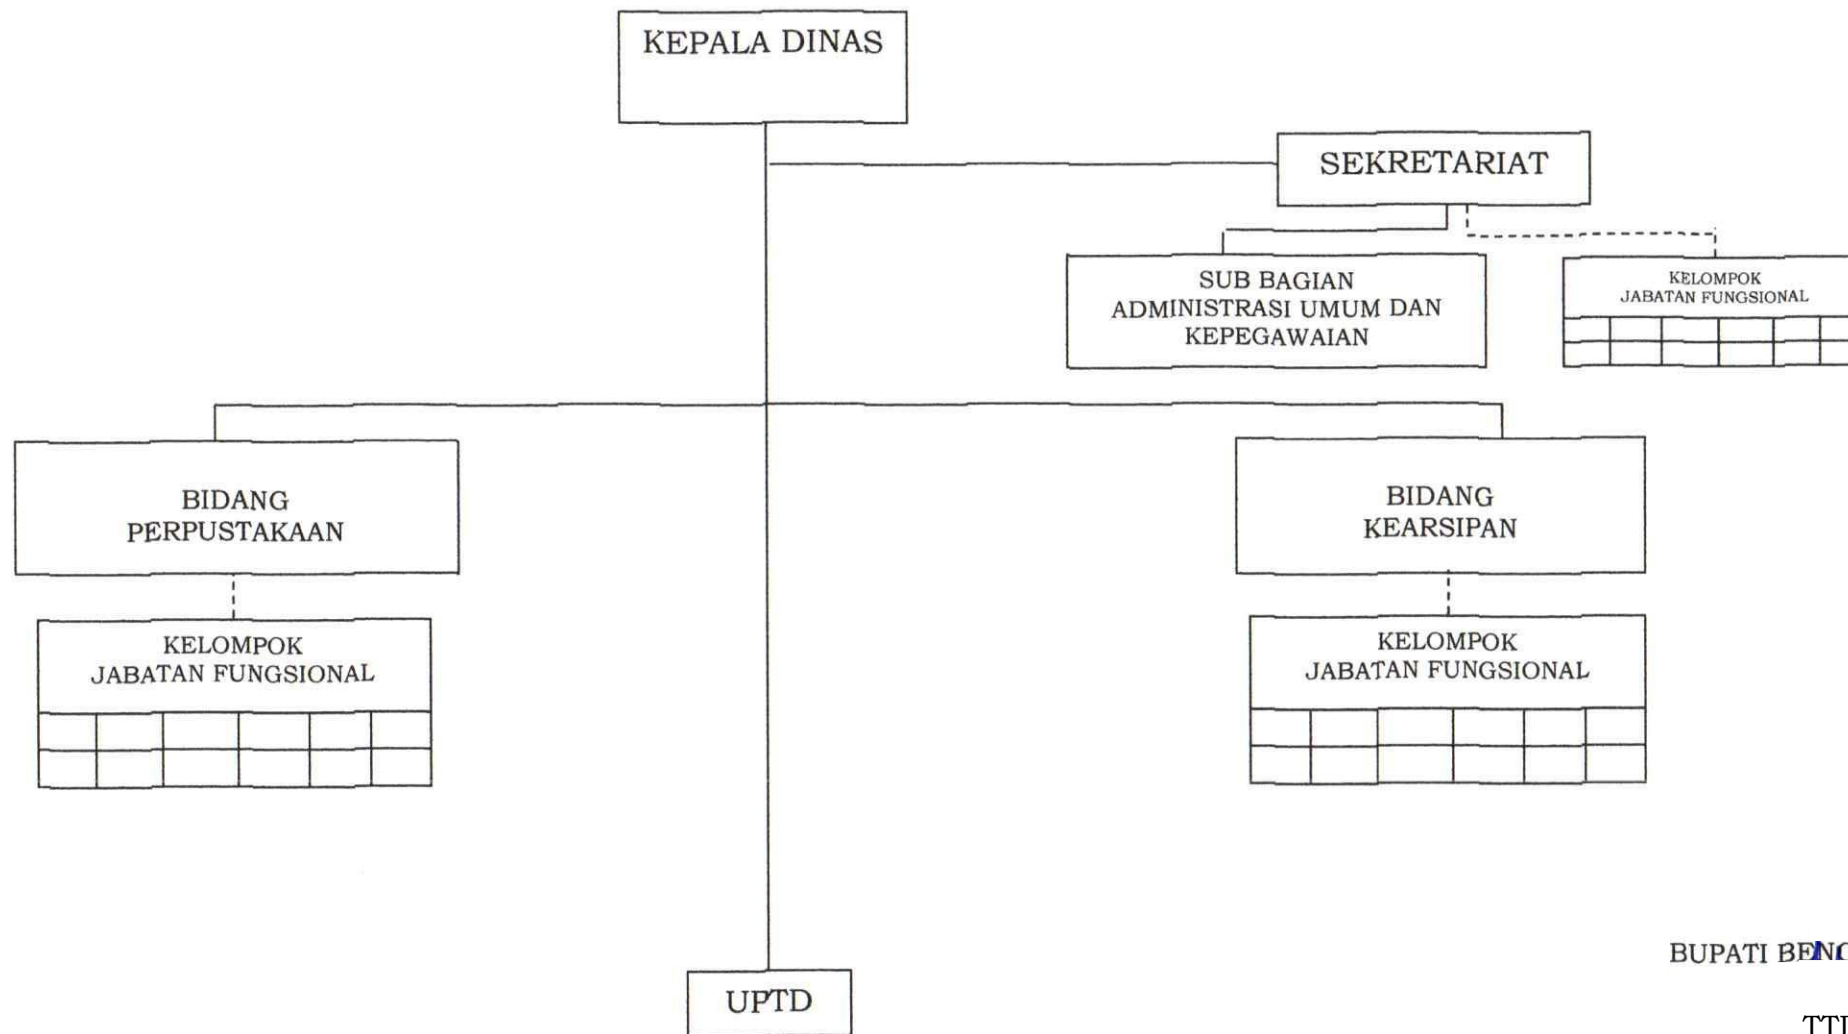 KEPALA DINAS
SEKRETARIAT
SUB BAGIAN
ADMINISTRASI UMUM DAN
KEPEGAWAIAN
KELOMPOK
JABATAN FUNGSIONAL
BIDANG
PERPUSTAKAAN
BIDANG
KEARSIPAN
KELOMPOK
JABATAN FUNGSIONAL
KELOMPOK
JABATAN FUNGSIONAL
BUPATI
UPTD